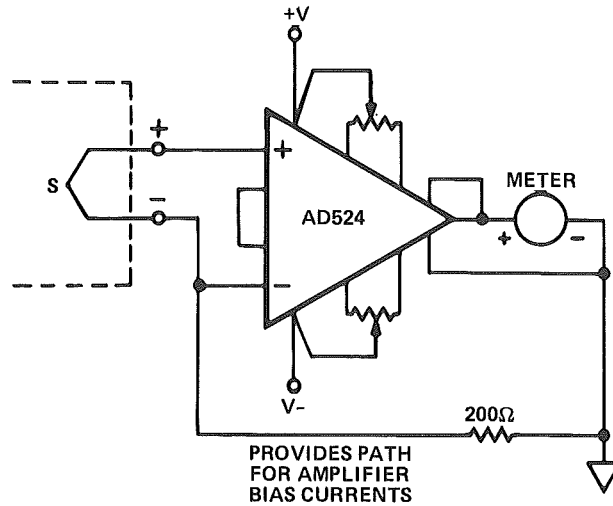 +V
+
+
S
METER
AD524
+
-
-
-
V-
200Ω
PROVIDES PATH
FOR AMPLIFIER
BIAS CURRENTS